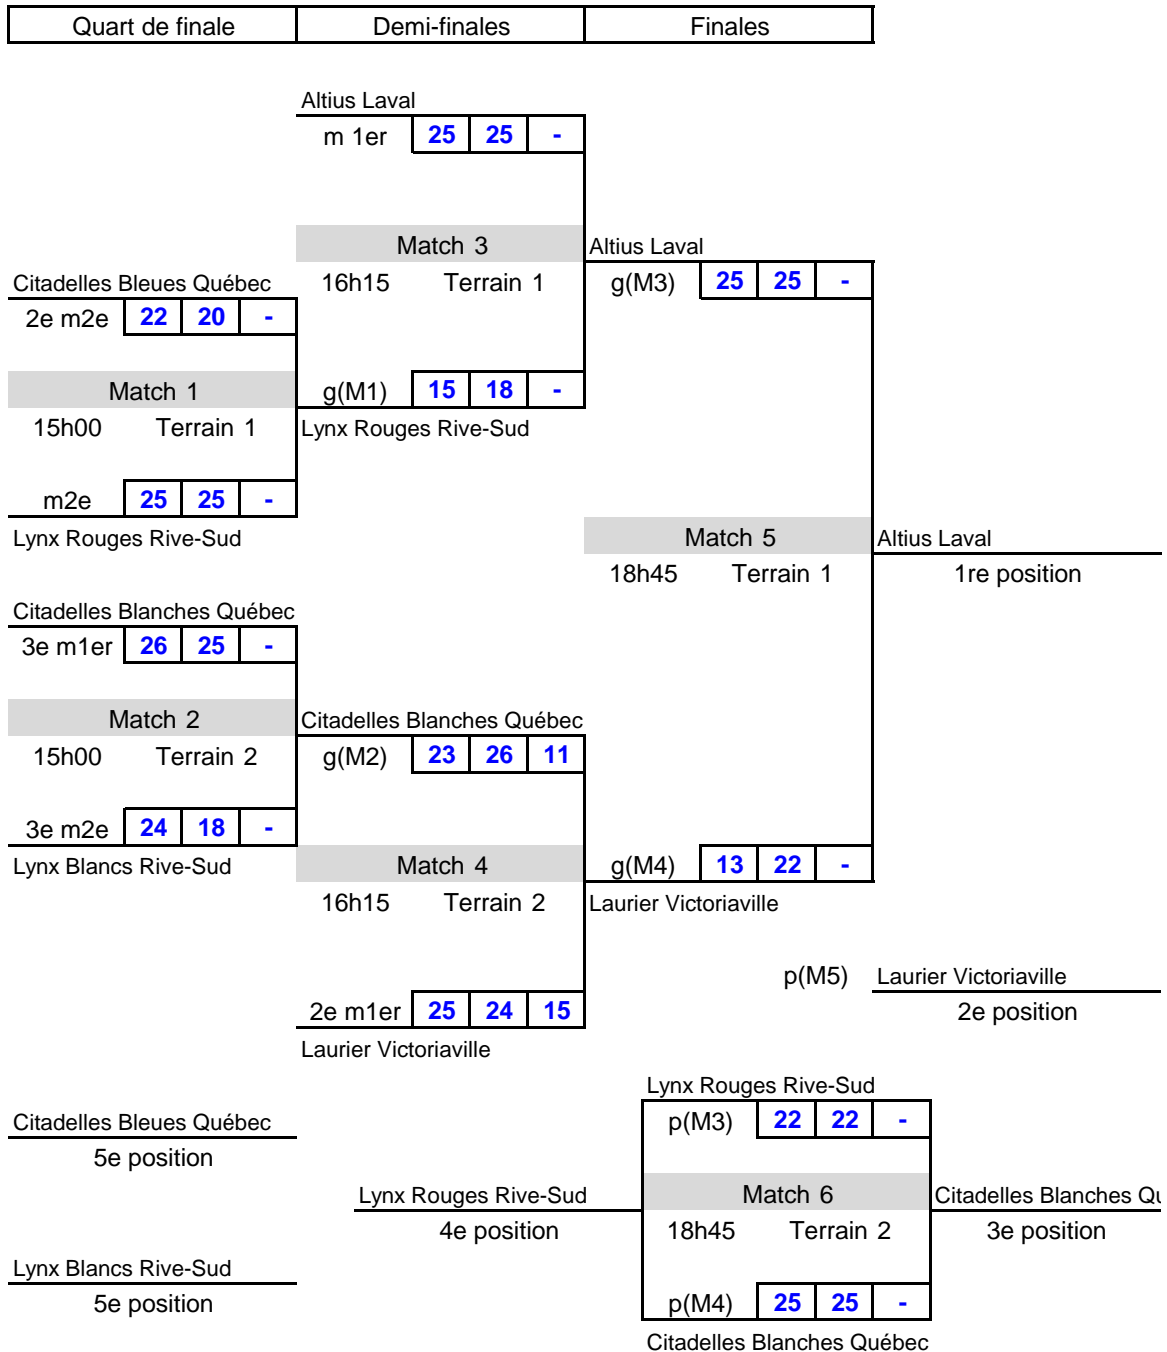 Quart de finale Demi-finales Finales
Altius Laval
m 1er 25 25 -
Match 3 Altius Laval
Citadelles Bleues Québec 16h15 Terrain 1 g(M3) 25 25 -
2e m2e 22 20 -
Match 1 g(M1) 15 18 -
15h00 Terrain 1 Lynx Rouges Rive-Sud
m2e 25 25 -
Lynx Rouges Rive-Sud Match 5 Altius Laval
18h45 Terrain 1 1re position
Citadelles Blanches Québec
3e m1er 26 25 -
Match 2 Citadelles Blanches Québec
15h00 Terrain 2 g(M2) 23 26 11
3e m2e 24 18 -
Lynx Blancs Rive-Sud Match 4 g(M4) 13 22 -
16h15 Terrain 2 Laurier Victoriaville
p(M5) Laurier Victoriaville
2e m1er 25 24 15 2e position
Laurier Victoriaville
Lynx Rouges Rive-Sud
Citadelles Bleues Québec p(M3) 22 22 -
5e position
Lynx Rouges Rive-Sud Match 6 Citadelles Blanches Qu
4e position 18h45 Terrain 2 3e position
Lynx Blancs Rive-Sud
5e position p(M4) 25 25 -
Citadelles Blanches Québec